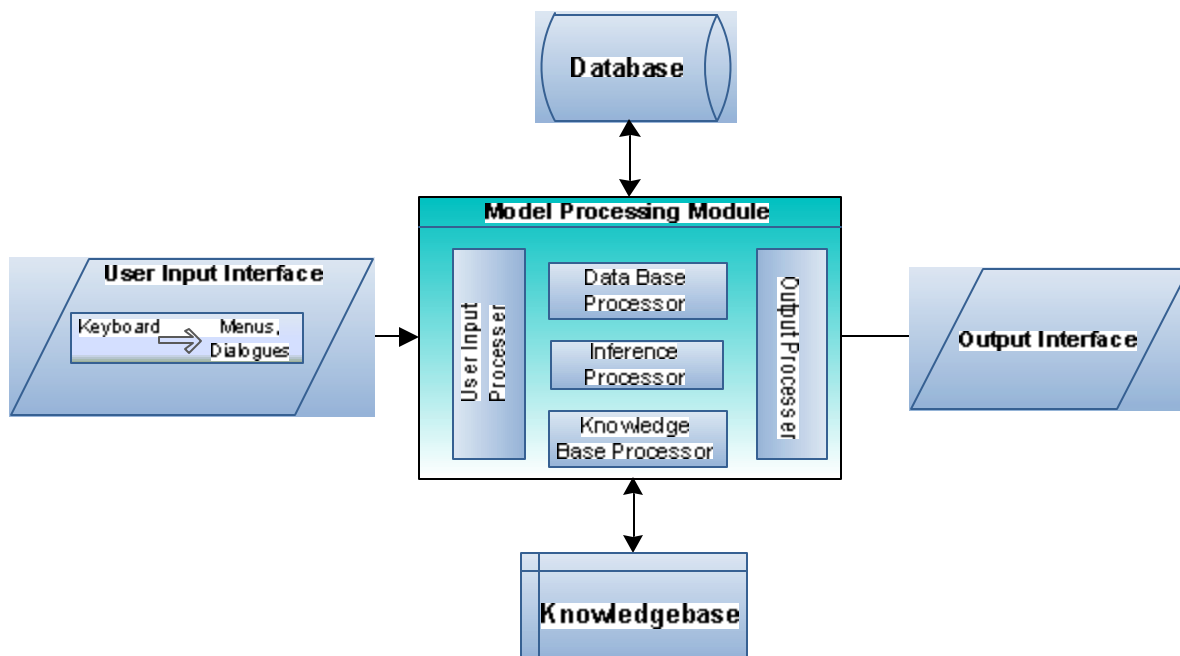 Database
Model Processing Module
User Input Interface
Keyboard
Menus,
Dialogues
User Input
Processer
Data Base
Processor
Inference
Processor
Knowledge
Base Processor
Output Processer
Output Interface
Knowledgebase